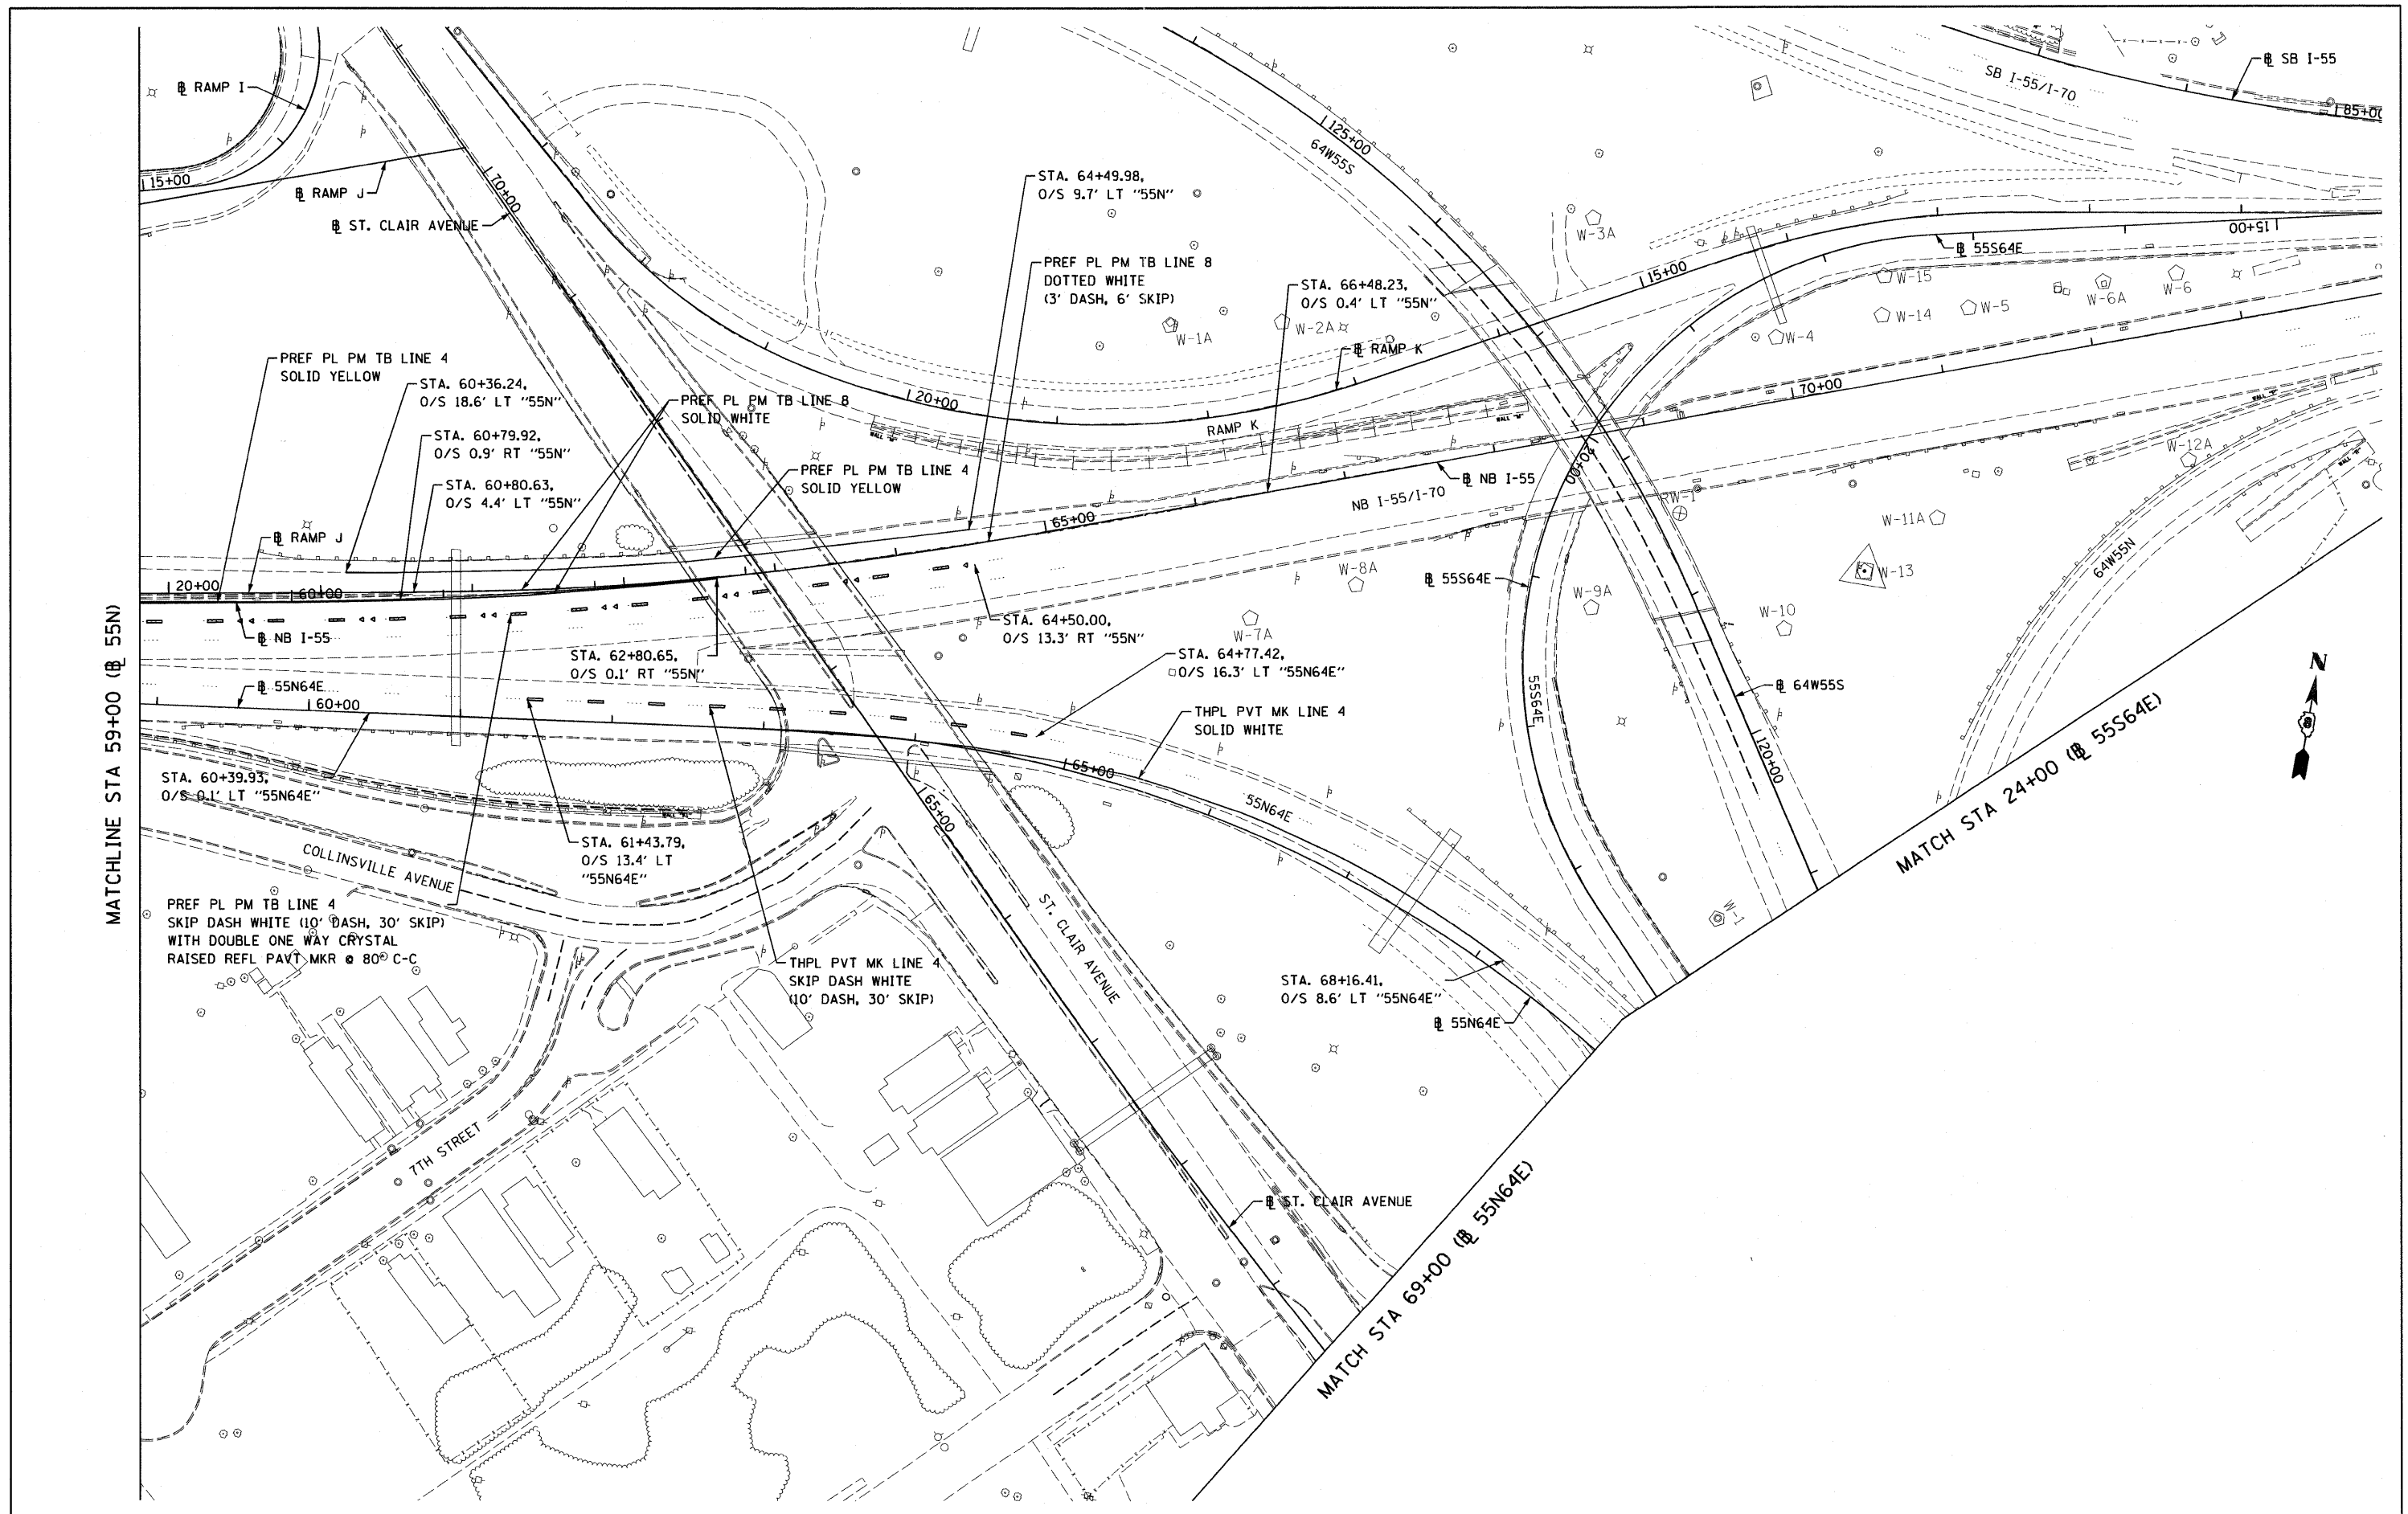 ℄ RAMP I
15+00
℄ RAMP J
℄ ST. CLAIR AVENUE
70+00
125+00
64W55S
SB I-55/I-70
℄ SB I-55
85+00
STA. 64+49.98,
O/S 9.7' LT "55N"
PREF PL PM TB LINE 8
DOTTED WHITE
(3' DASH, 6' SKIP)
STA. 66+48.23,
O/S 0.4' LT "55N"
W-3A
15+00
℄ 55S64E
15+00
W-1A
W-2A
℄ RAMP K
W-15
W-14
W-5
W-6A
W-6
W-4
PREF PL PM TB LINE 4
SOLID YELLOW
STA. 60+36.24,
O/S 18.6' LT "55N"
STA. 60+79.92,
O/S 0.9' RT "55N"
STA. 60+80.63,
O/S 4.4' LT "55N"
PREF PL PM TB LINE 8
SOLID WHITE
PREF PL PM TB LINE 4
SOLID YELLOW
20+00
RAMP K
70+00
℄ NB I-55
NB I-55/I-70
20+00
RW-1
W-12A
W-11A
W-13
64W55N
℄ RAMP J
20+00
60+00
65+00
℄ NB I-55
W-8A
℄ 55S64E
W-9A
W-10
W-7A
STA. 64+50.00,
O/S 13.3' RT "55N"
STA. 62+80.65,
O/S 0.1' RT "55N"
STA. 64+77.42,
O/S 16.3' LT "55N64E"
THPL PVT MK LINE 4
SOLID WHITE
55S64E
℄ 64W55S
120+00
N
MATCHLINE STA 59+00 (℄ 55N)
℄ 55N64E
60+00
65+00
65+00
55N64E
STA. 60+39.93,
O/S 0.1' LT "55N64E"
STA. 61+43.79,
O/S 13.4' LT
"55N64E"
COLLINSVILLE AVENUE
PREF PL PM TB LINE 4
SKIP DASH WHITE (10' DASH, 30' SKIP)
WITH DOUBLE ONE WAY CRYSTAL
RAISED REFL PAVT MKR @ 80' C-C
THPL PVT MK LINE 4
SKIP DASH WHITE
(10' DASH, 30' SKIP)
ST. CLAIR AVENUE
W-1
STA. 68+16.41,
O/S 8.6' LT "55N64E"
℄ 55N64E
MATCH STA 24+00 (℄ 55S64E)
7TH STREET
℄ ST. CLAIR AVENUE
MATCH STA 69+00 (℄ 55N64E)